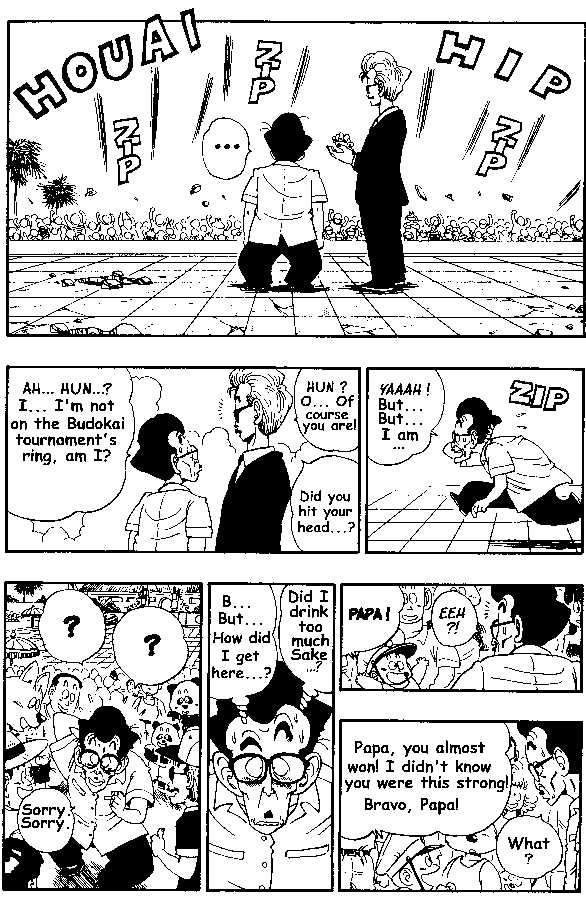 HOUAI
ZIP
ZIP
...
HIP
ZIP
AH... HUN...?
I... I'm not
on the Budokai
tournament's
ring, am I?
HUN ?
O... Of
course
you are!
Did you
hit your
head...?
YAAAH !
But...
But...
I am
...
ZIP
?
?
Sorry
Sorry.
B...
But...
How did
I get
here...?
Did I
drink
too
much
Sake
...?
PAPA !
EEH
?!
Papa, you almost
won! I didn't know
you were this strong!
Bravo, Papa!
What
?